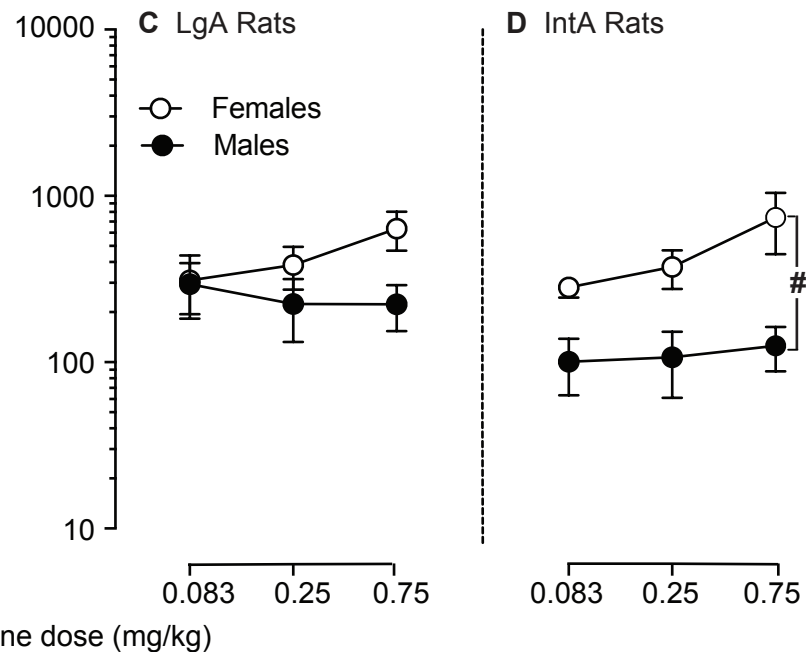 10000
C LgA Rats
D IntA Rats
Females
Males
1000
#
100
10
0.083 0.25 0.75
0.083 0.25 0.75
ne dose (mg/kg)